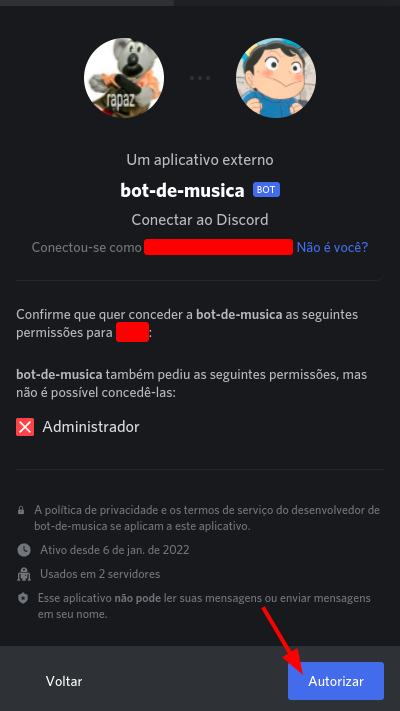 rapaz
Um aplicativo externo
bot-de-musica BOT
Conectar ao Discord
Conectou-se como Não é você?
Confirme que quer conceder a bot-de-musica as seguintes
permissões para :
bot-de-musica também pediu as seguintes permissões, mas
não é possível concedê-las:
Administrador
A política de privacidade e os termos de serviço do desenvolvedor de
bot-de-musica se aplicam a este aplicativo.
Ativo desde 6 de jan. de 2022
Usados em 2 servidores
Esse aplicativo não pode ler suas mensagens ou enviar mensagens
em seu nome.
Voltar
Autorizar